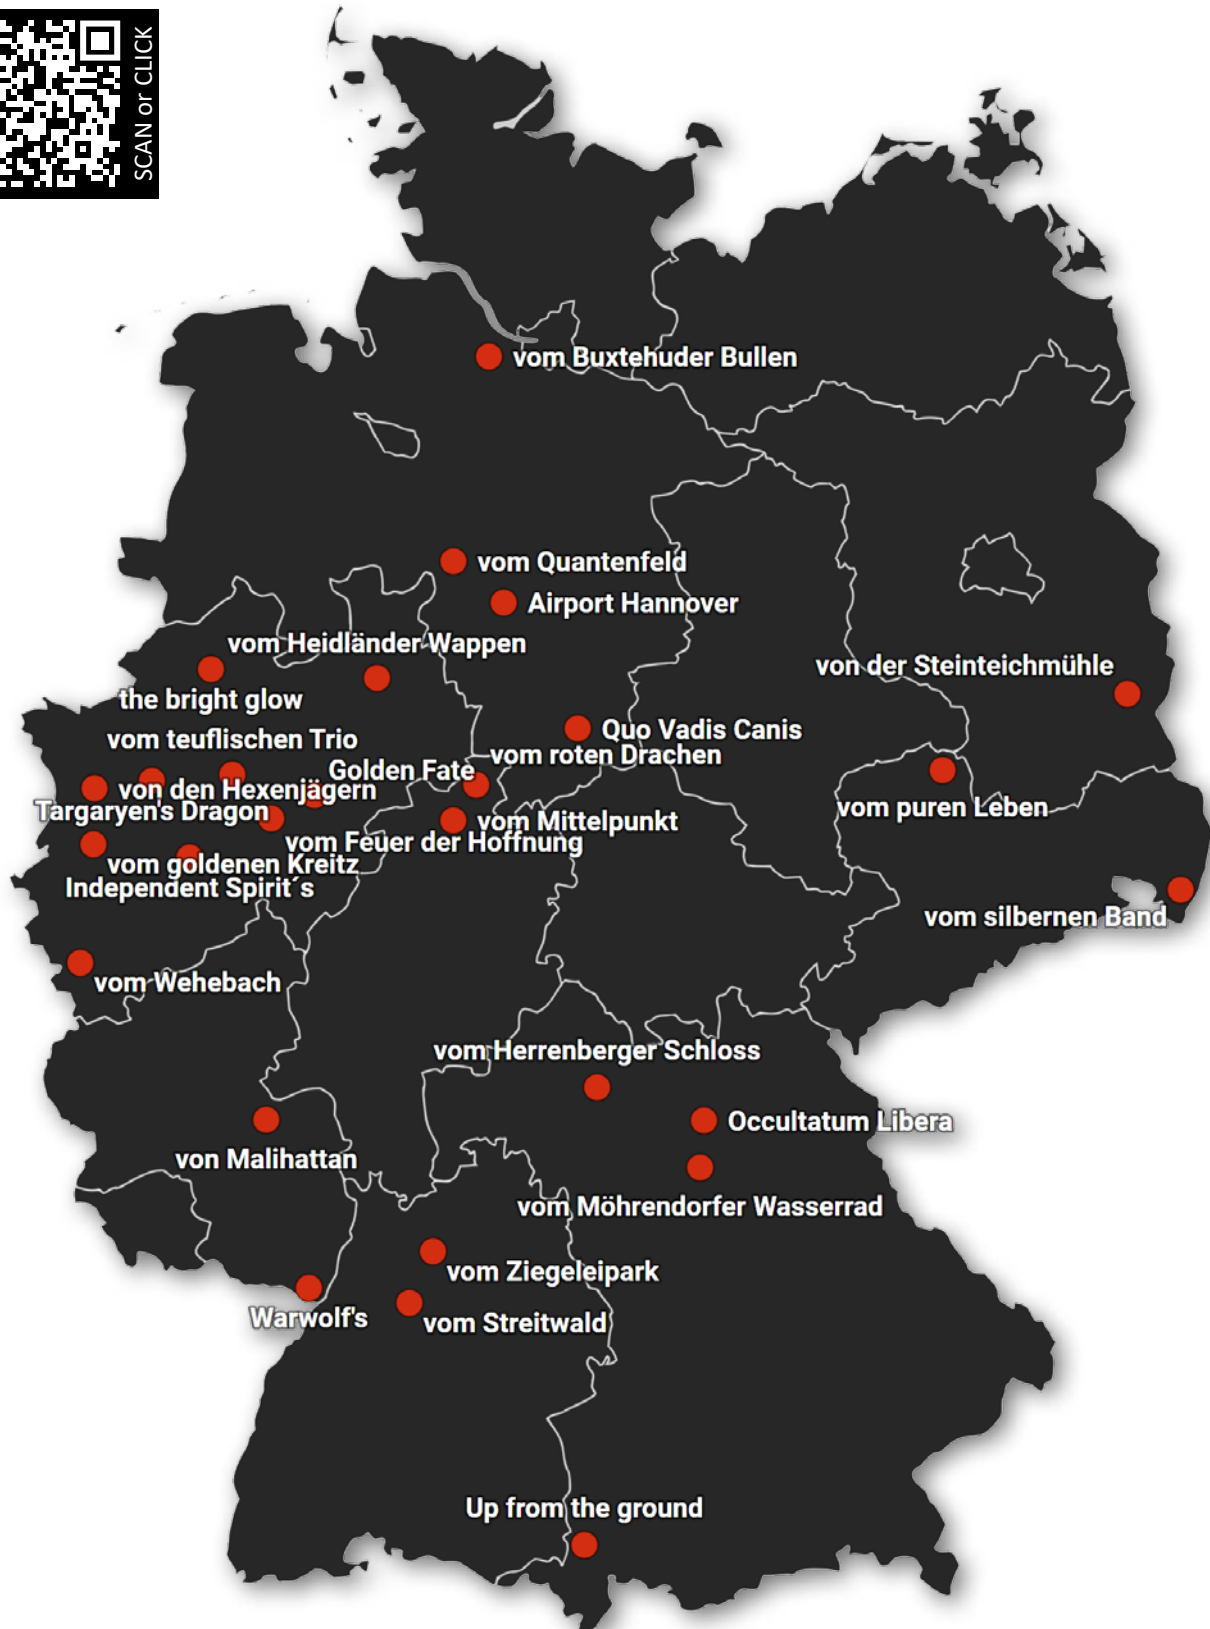 SCAN or CLICK
vom Buxtehuder Bullen
vom Quantenfeld
Airport Hannover
vom Heidländer Wappen
von der Steinteichmühle
the bright glow
Quo Vadis Canis
vom teuflischen Trio
vom roten Drachen
Golden Fate
von den Hexenjägern
vom puren Leben
Targaryen's Dragon
vom Mittelpunkt
vom Feuer der Hoffnung
vom goldenen Kreitz
Independent Spirit´s
vom silbernen Band
vom Wehebach
vom Herrenberger Schloss
Occultatum Libera
von Malihattan
vom Möhrendorfer Wasserrad
vom Ziegeleipark
Warwolf's
vom Streitwald
Up from the ground